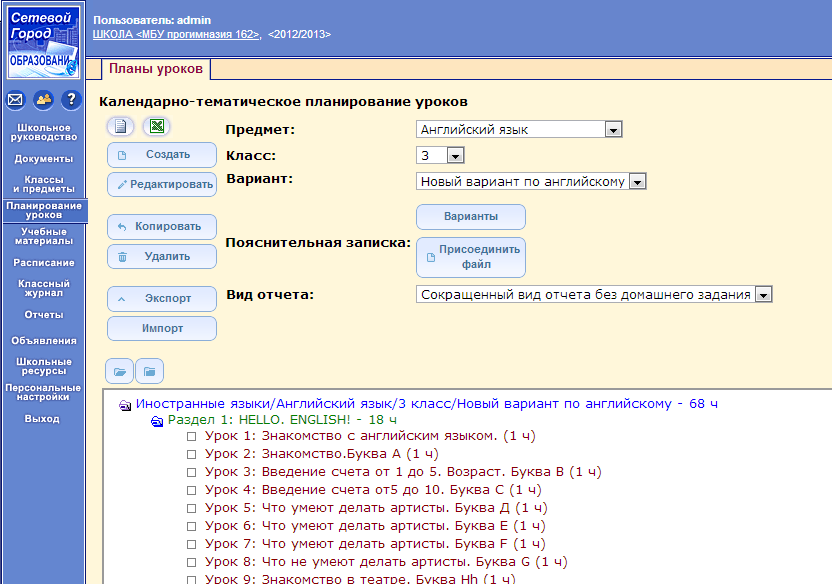 Сетевой
Город
ОБРАЗОВАНИ
Пользователь: admin
ШКОЛА <МБУ прогимназия 162>, <2012/2013>
?
Школьное
руководство
Документы
Классы
и предметы
Планирование
уроков
Учебные
материалы
Расписание
Классный
журнал
Отчеты
Объявления
Школьные
ресурсы
Персональные
настройки
Выход
Планы уроков
Календарно-тематическое планирование уроков
Создать
Редактировать
Копировать
Удалить
Экспорт
Импорт
Предмет: Английский язык
Класс: 3
Вариант: Новый вариант по английскому
Варианты
Пояснительная записка: Присоединить
файл
Вид отчета: Сокращенный вид отчета без домашнего задания
Иностранные языки/Английский язык/3 класс/Новый вариант по английскому - 68 ч
Раздел 1: HELLO. ENGLISH! - 18 ч
Урок 1: Знакомство с английским языком. (1 ч)
Урок 2: Знакомство.Буква А (1 ч)
Урок 3: Введение счета от 1 до 5. Возраст. Буква В (1 ч)
Урок 4: Введение счета от5 до 10. Буква С (1 ч)
Урок 5: Что умеют делать артисты. Буква Д (1 ч)
Урок 6: Что умеют делать артисты. Буква Е (1 ч)
Урок 7: Что умеют делать артисты. Буква F (1 ч)
Урок 8: Что не умеют делать артисты. Буква G (1 ч)
Урок 9: Знакомство в театре. Буква Hh (1 ч)